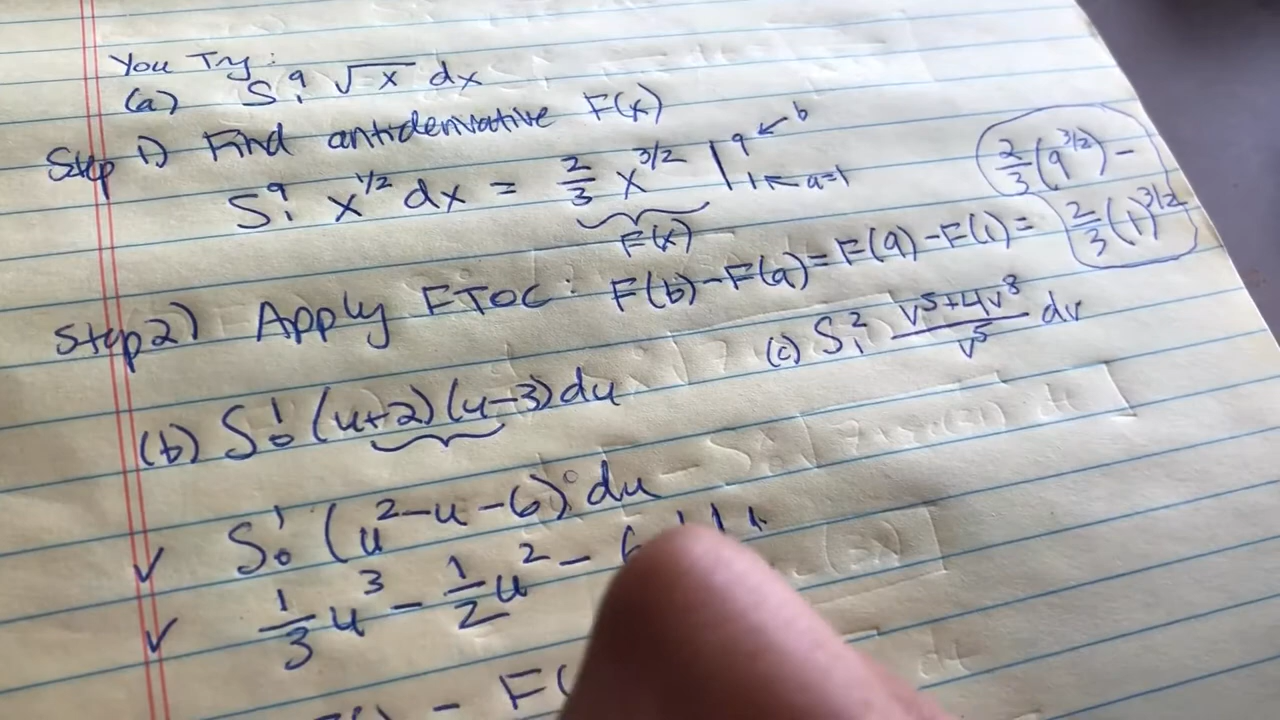 You Try:
(a) ∫₁⁹ √x dx
Step 1) Find antiderivative F(x)
∫₁⁹ x^{1/2} dx = 2/3 x^{3/2} |₁⁹ ← b ← a=1
F(x)
Step 2) Apply FTOC: F(b)-F(a)=F(9)-F(1)=
2/3(9^{3/2}) -
2/3(1)^{3/2}
(b) ∫₀¹ (u+2)(u-3)du
(c) ∫₁² (v⁵+4v⁸)/v⁵ dv
✓ ∫₀¹ (u²-u-6) du
✓ 1/3 u³ - 1/2 u² - 6
- F(